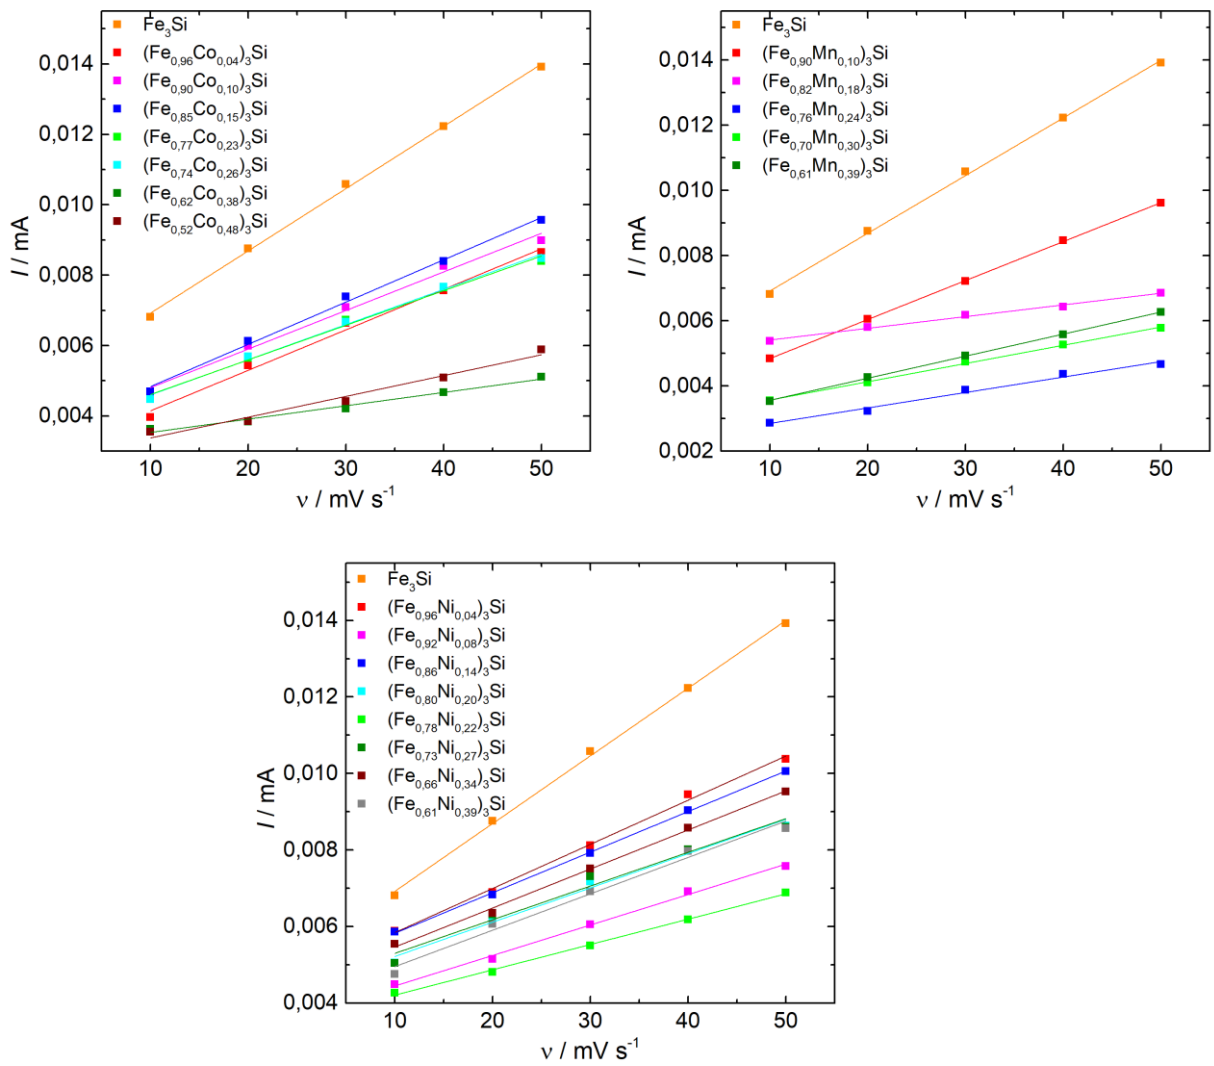 Fe3Si
(Fe0,96Co0,04)3Si
(Fe0,90Co0,10)3Si
(Fe0,85Co0,15)3Si
(Fe0,77Co0,23)3Si
(Fe0,74Co0,26)3Si
(Fe0,62Co0,38)3Si
(Fe0,52Co0,48)3Si
0,014
0,012
0,010
0,008
0,006
0,004
I / mA
10 20 30 40 50
ν / mV s-1
Fe3Si
(Fe0,90Mn0,10)3Si
(Fe0,82Mn0,18)3Si
(Fe0,76Mn0,24)3Si
(Fe0,70Mn0,30)3Si
(Fe0,61Mn0,39)3Si
0,014
0,012
0,010
0,008
0,006
0,004
0,002
I / mA
10 20 30 40 50
ν / mV s-1
Fe3Si
(Fe0,96Ni0,04)3Si
(Fe0,92Ni0,08)3Si
(Fe0,86Ni0,14)3Si
(Fe0,80Ni0,20)3Si
(Fe0,78Ni0,22)3Si
(Fe0,73Ni0,27)3Si
(Fe0,66Ni0,34)3Si
(Fe0,61Ni0,39)3Si
0,014
0,012
0,010
0,008
0,006
0,004
I / mA
10 20 30 40 50
ν / mV s-1